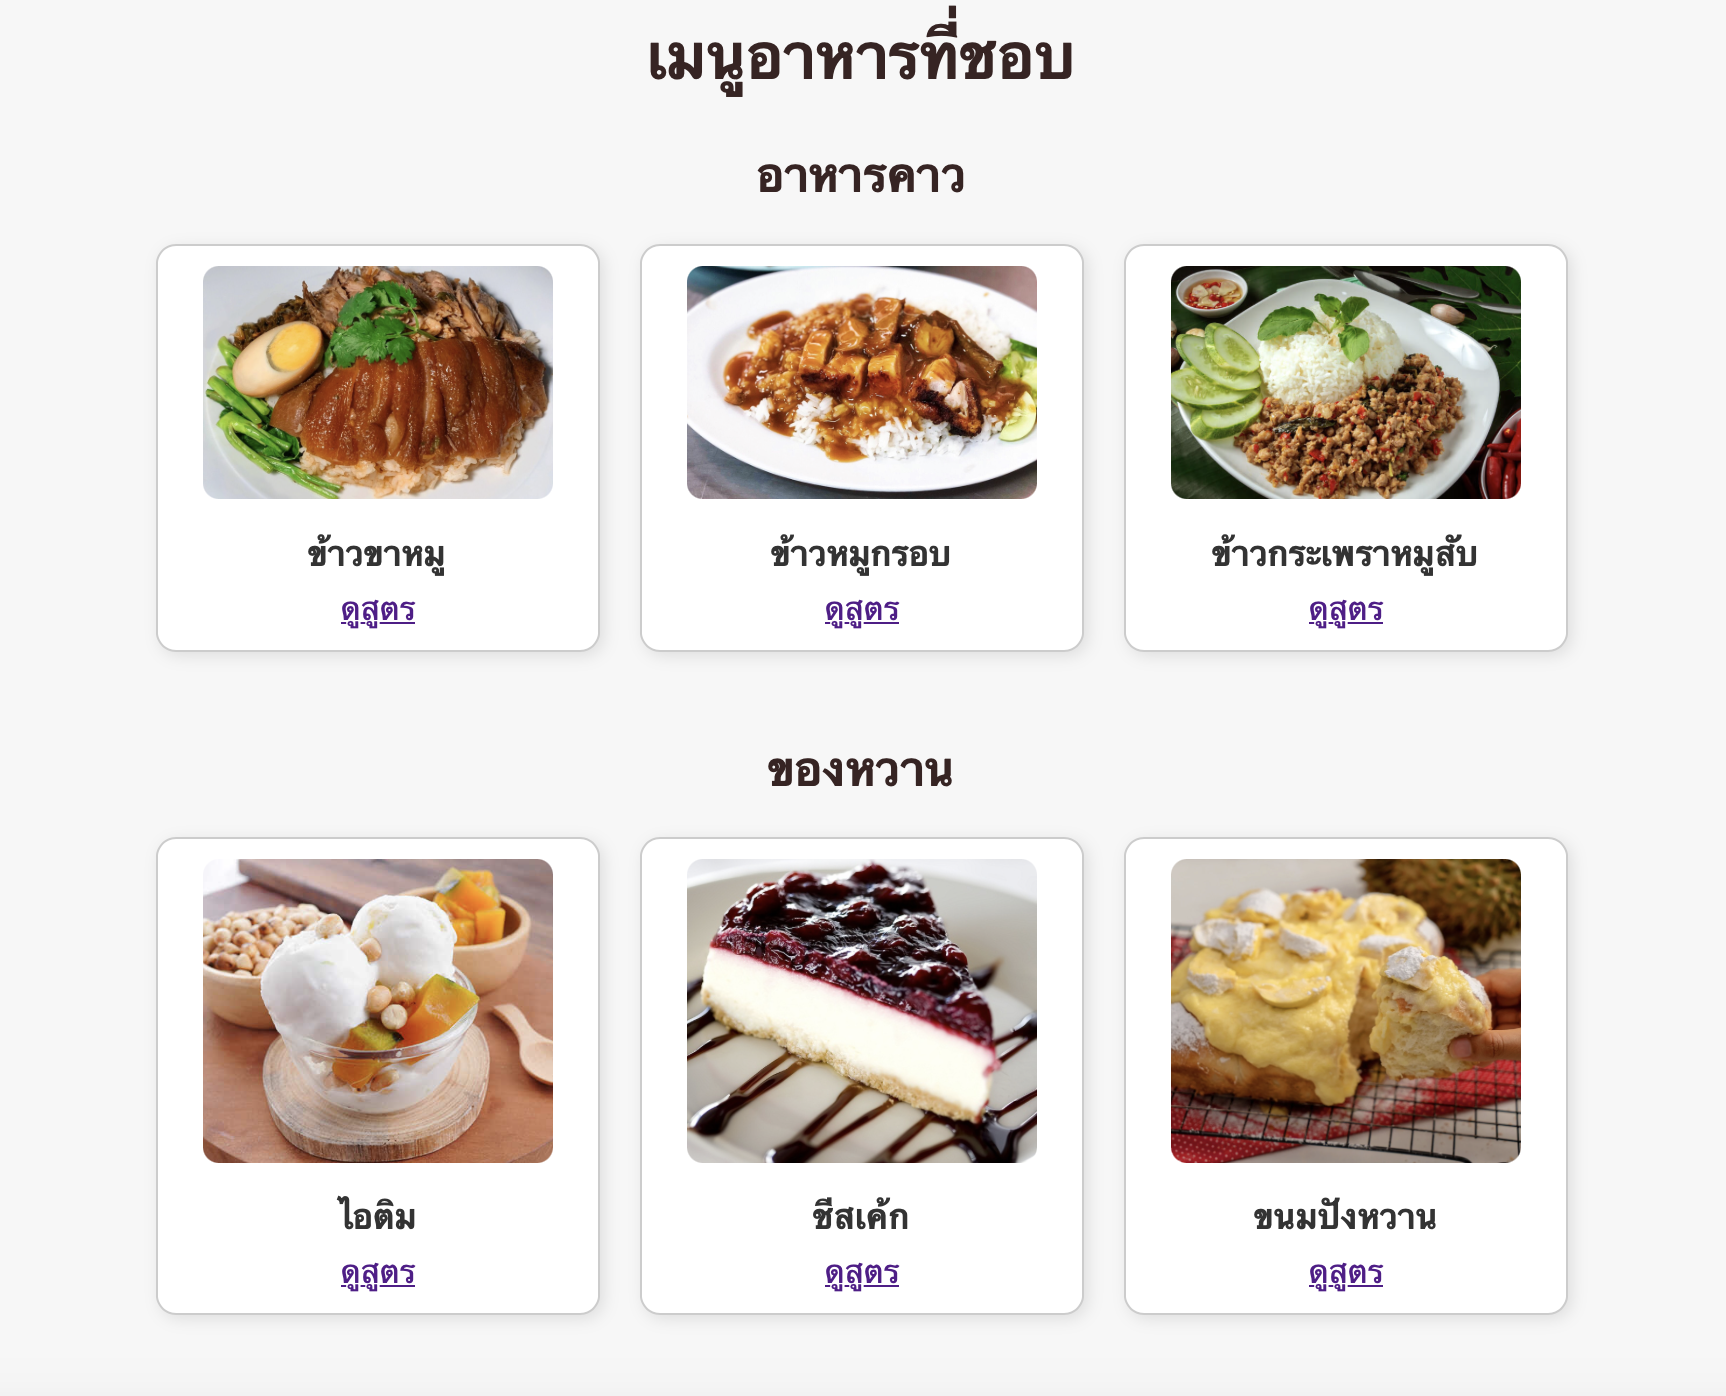 เมนูอาหารที่ชอบ
อาหารคาว
ข้าวขาหมู
ดูสูตร
ข้าวหมูกรอบ
ดูสูตร
ข้าวกระเพราหมูสับ
ดูสูตร
ของหวาน
ไอติม
ดูสูตร
ชีสเค้ก
ดูสูตร
ขนมปังหวาน
ดูสูตร